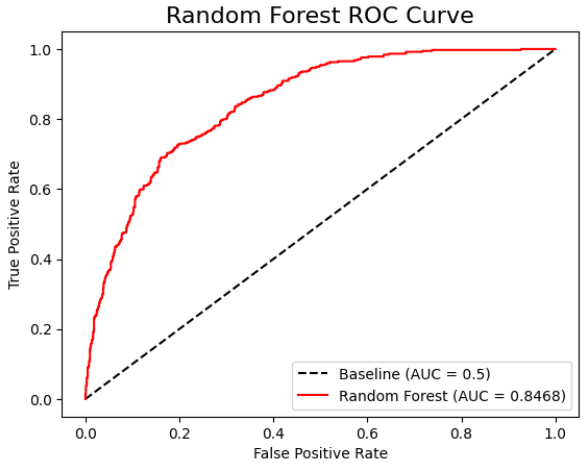 Random Forest ROC Curve
True Positive Rate
1.0
0.8
0.6
0.4
0.2
0.0
Baseline (AUC = 0.5)
Random Forest (AUC = 0.8468)
0.0 0.2 0.4 0.6 0.8 1.0
False Positive Rate